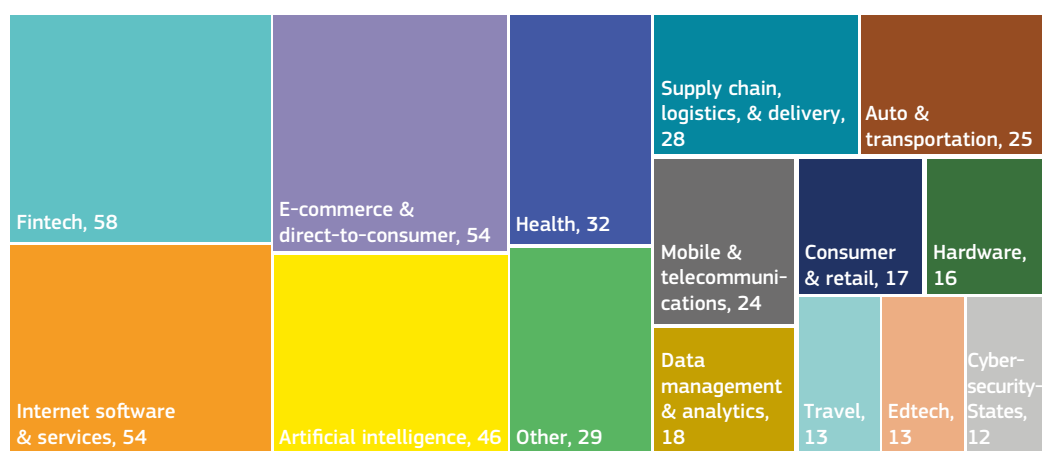 Fintech, 58
Internet software
& services, 54
E-commerce &
direct-to-consumer, 54
Artificial intelligence, 46
Health, 32
Other, 29
Supply chain,
logistics, & delivery,
28
Auto &
transportation, 25
Mobile &
telecommuni-
cations, 24
Data
management
& analytics,
18
Consumer
& retail, 17
Hardware,
16
Travel,
13
Edtech,
13
Cyber-
security-
States,
12